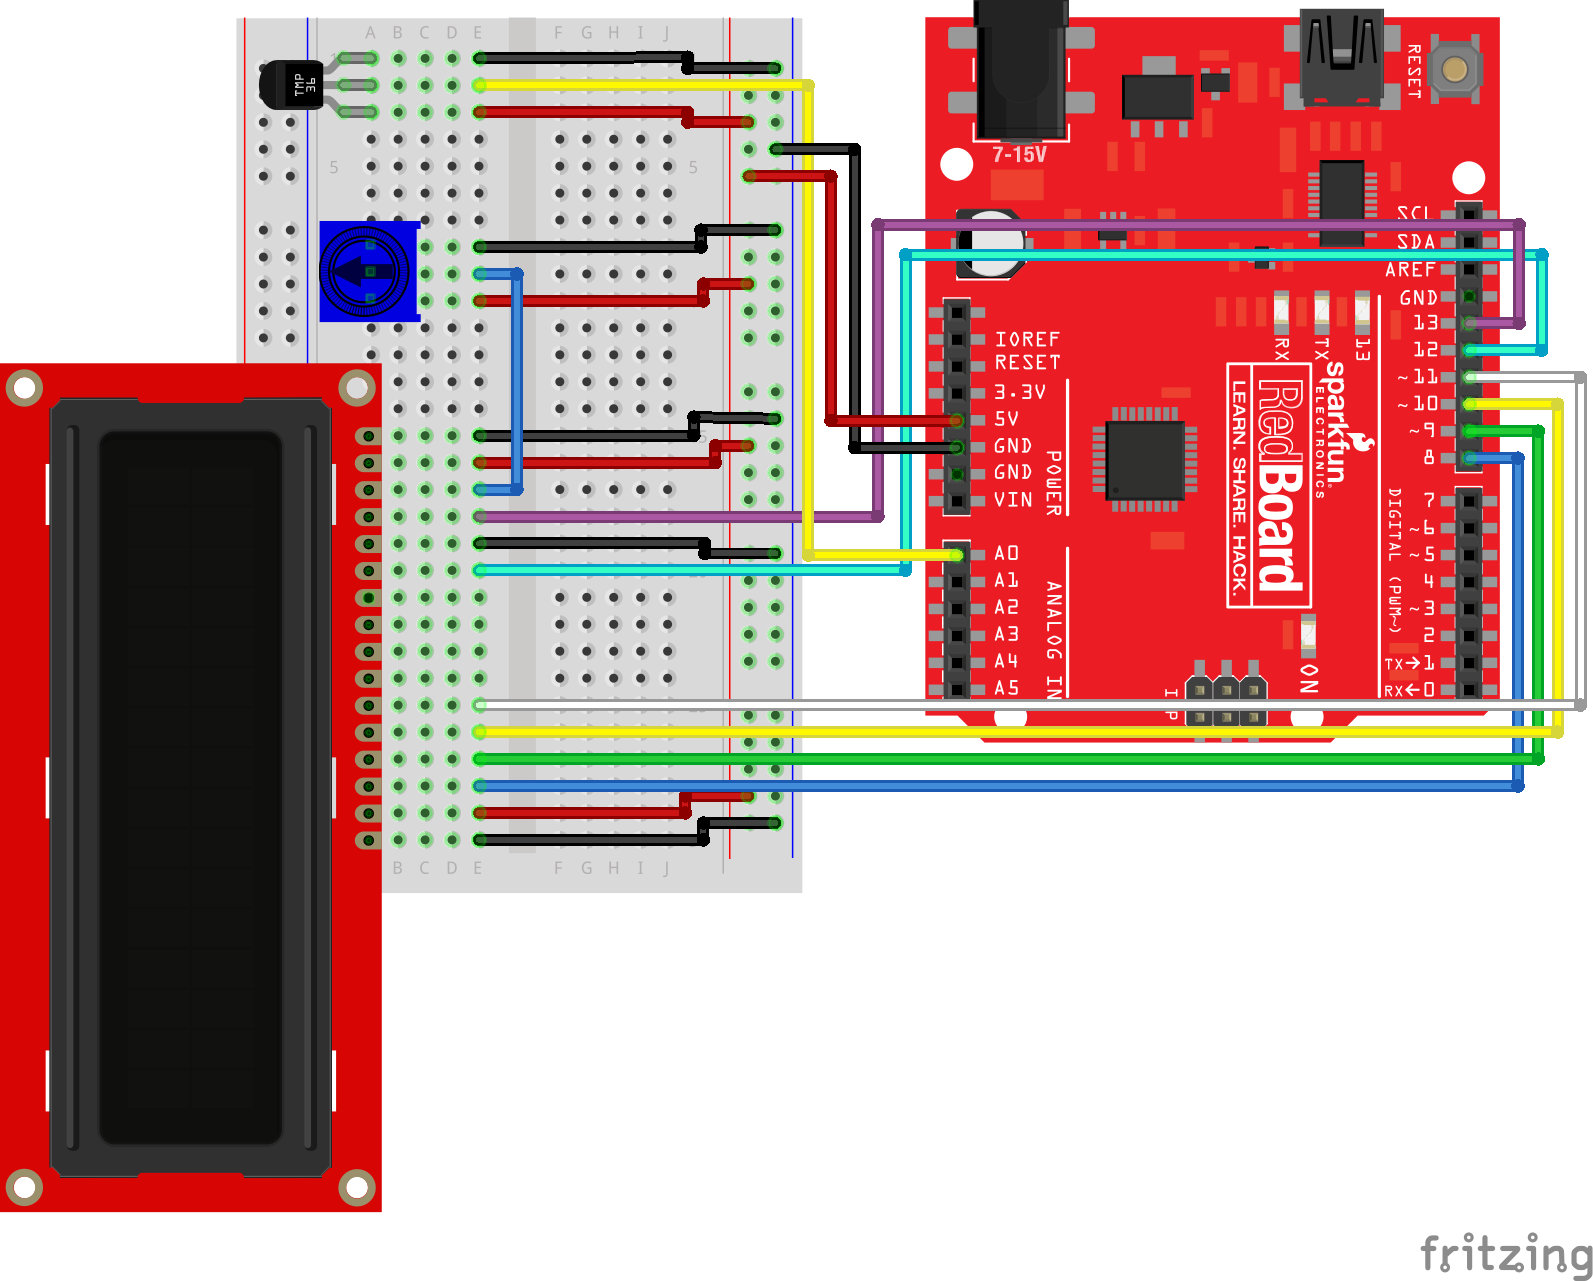 A B C D E F G H I J
TMP
36
5
5
B C D E F G H I J
7-15V
RESET
SCL
SDA
AREF
GND
13
12
~11
~10
~9
8
7
~6
~5
4
~3
2
TX→1
RX←0
DIGITAL (PWM~)
IOREF
RESET
3.3V
5V
GND
GND
VIN
POWER
A0
A1
A2
A3
A4
A5
ANALOG IN
RX
TX
13
sparkfun
ELECTRONICS
RedBoard
LEARN. SHARE. HACK.
ON
fritzing